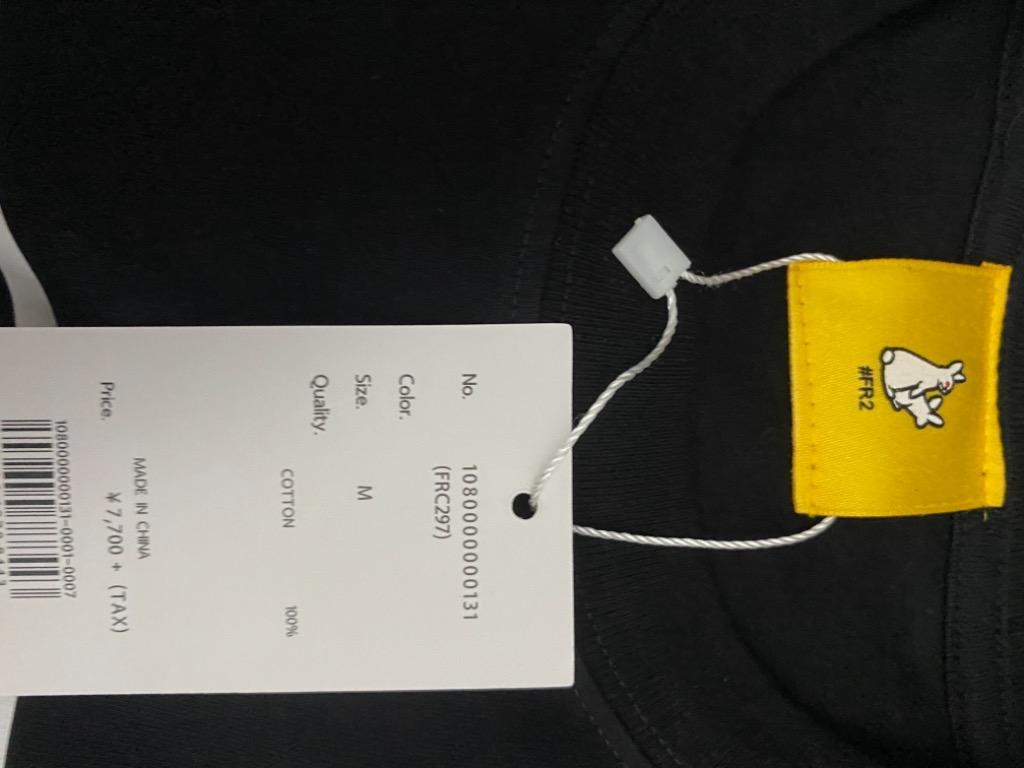 #FR2
No. 1080000000131
(FRC297)
Color.
Size. M
Quality.
COTTON 100%
MADE IN CHINA
Price. ¥7,700 + (TAX)
1080000000131-0001-0007